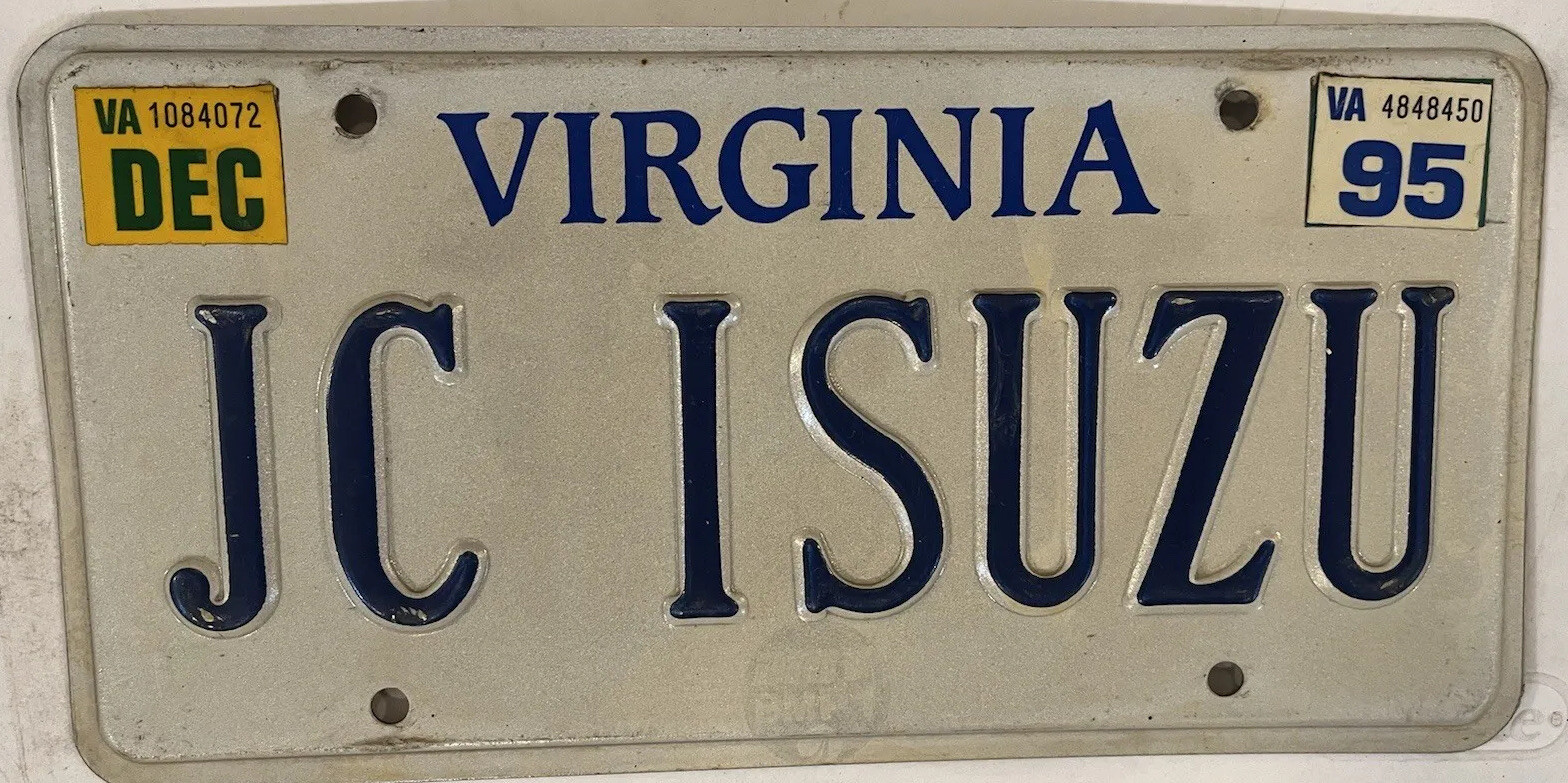 VA 1084072 VIRGINIA VA 4848450
DEC 95
JC ISUZU